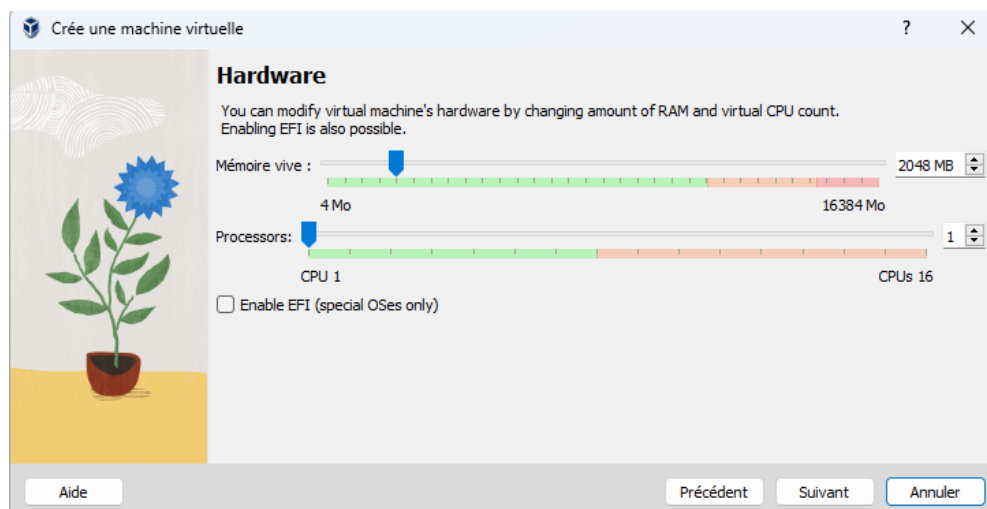 Crée une machine virtuelle
?
Hardware
You can modify virtual machine's hardware by changing amount of RAM and virtual CPU count.
Enabling EFI is also possible.
Mémoire vive : 2048 MB
4 Mo 16384 Mo
Processors: 1
CPU 1 CPUs 16
Enable EFI (special OSes only)
Aide Précédent Suivant Annuler